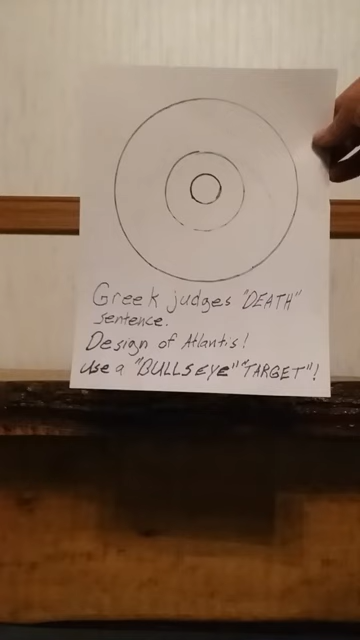 Greek judges "DEATH"
sentence.
Design of Atlantis!
use a "BULLSEYe" "TARGET"!